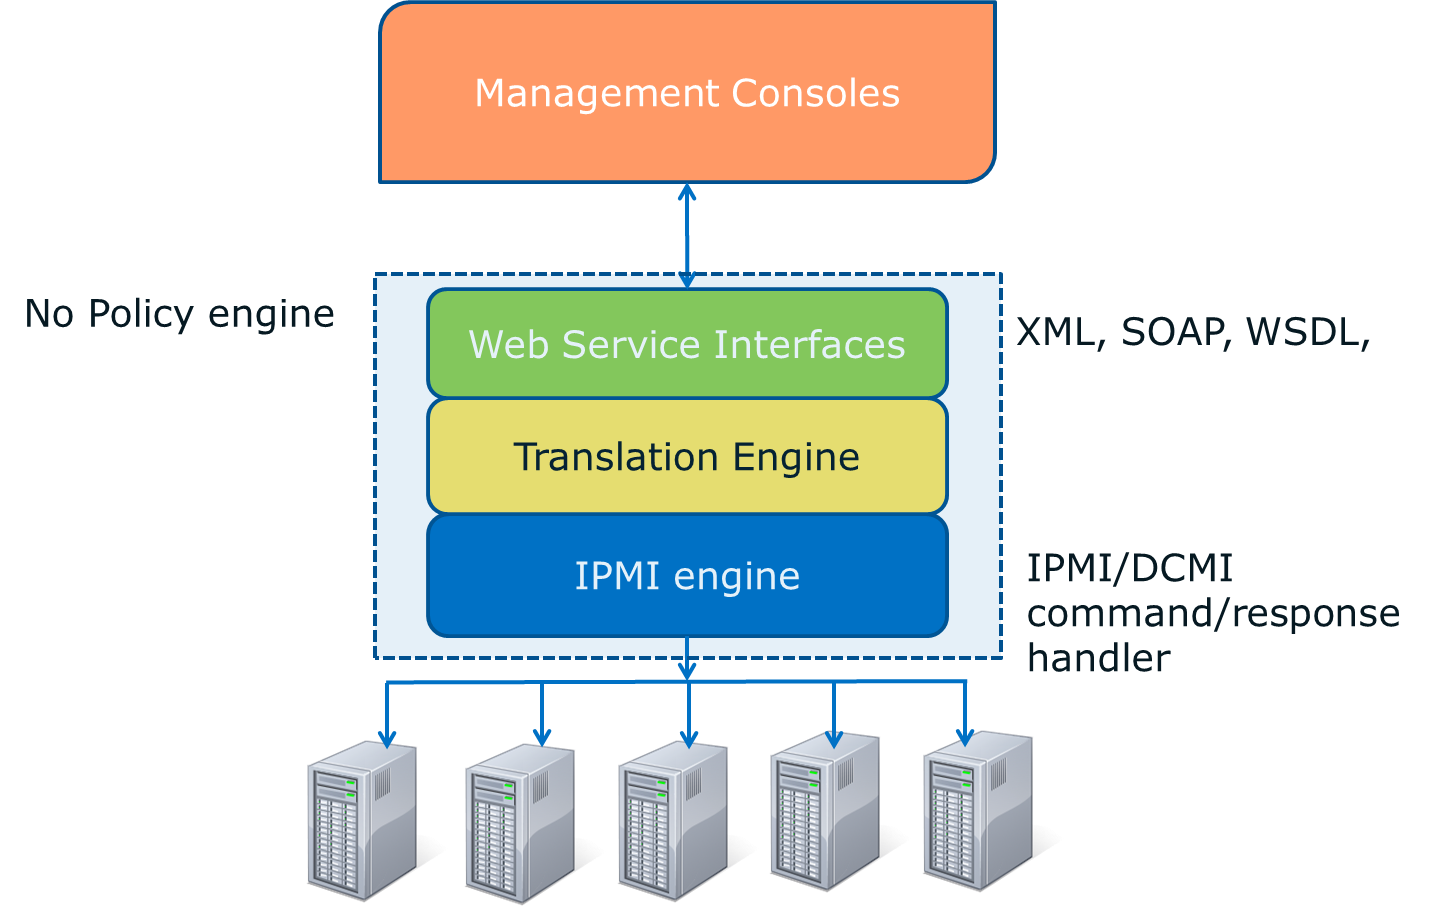 Management Consoles
No Policy engine
Web Service Interfaces
XML, SOAP, WSDL,
Translation Engine
IPMI engine
IPMI/DCMI
command/response
handler